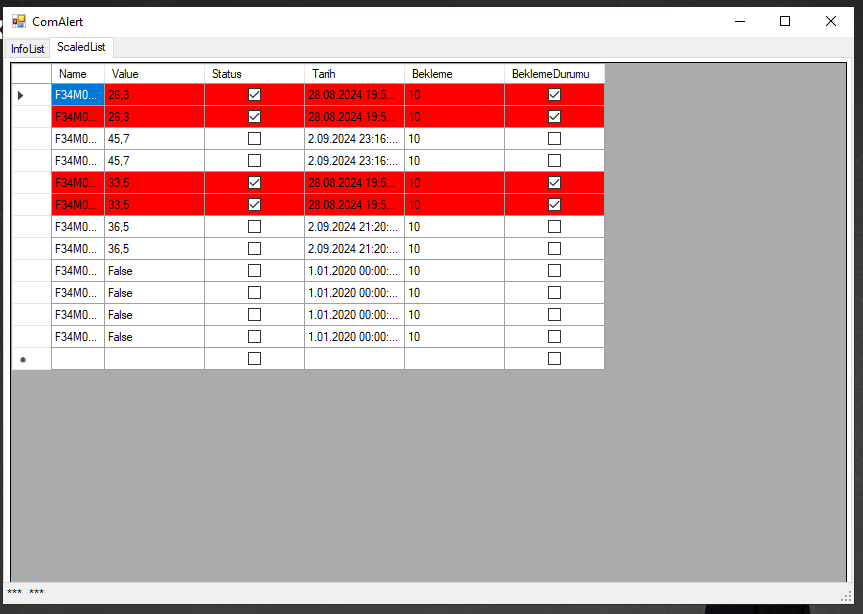 ComAlert
InfoList ScaledList
Name Value Status Tarih Bekleme BeklemeDurumu
F34M0... 26,3 28.08.2024 19:5... 10
F34M0... 26,3 28.08.2024 19:5... 10
F34M0... 45,7 2.09.2024 23:16:... 10
F34M0... 45,7 2.09.2024 23:16:... 10
F34M0... 33,5 28.08.2024 19:5... 10
F34M0... 33,5 28.08.2024 19:5... 10
F34M0... 36,5 2.09.2024 21:20:... 10
F34M0... 36,5 2.09.2024 21:20:... 10
F34M0... False 1.01.2020 00:00:... 10
F34M0... False 1.01.2020 00:00:... 10
F34M0... False 1.01.2020 00:00:... 10
F34M0... False 1.01.2020 00:00:... 10
*** ***